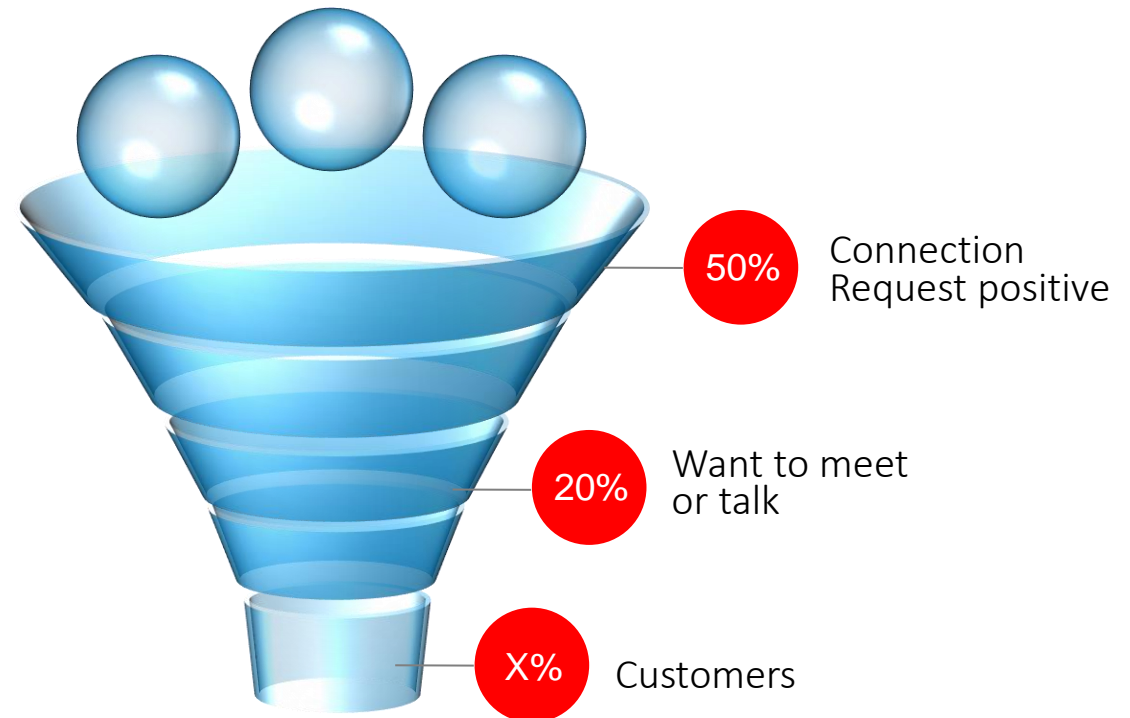 50%
Connection
Request positive
20%
Want to meet
or talk
X%
Customers